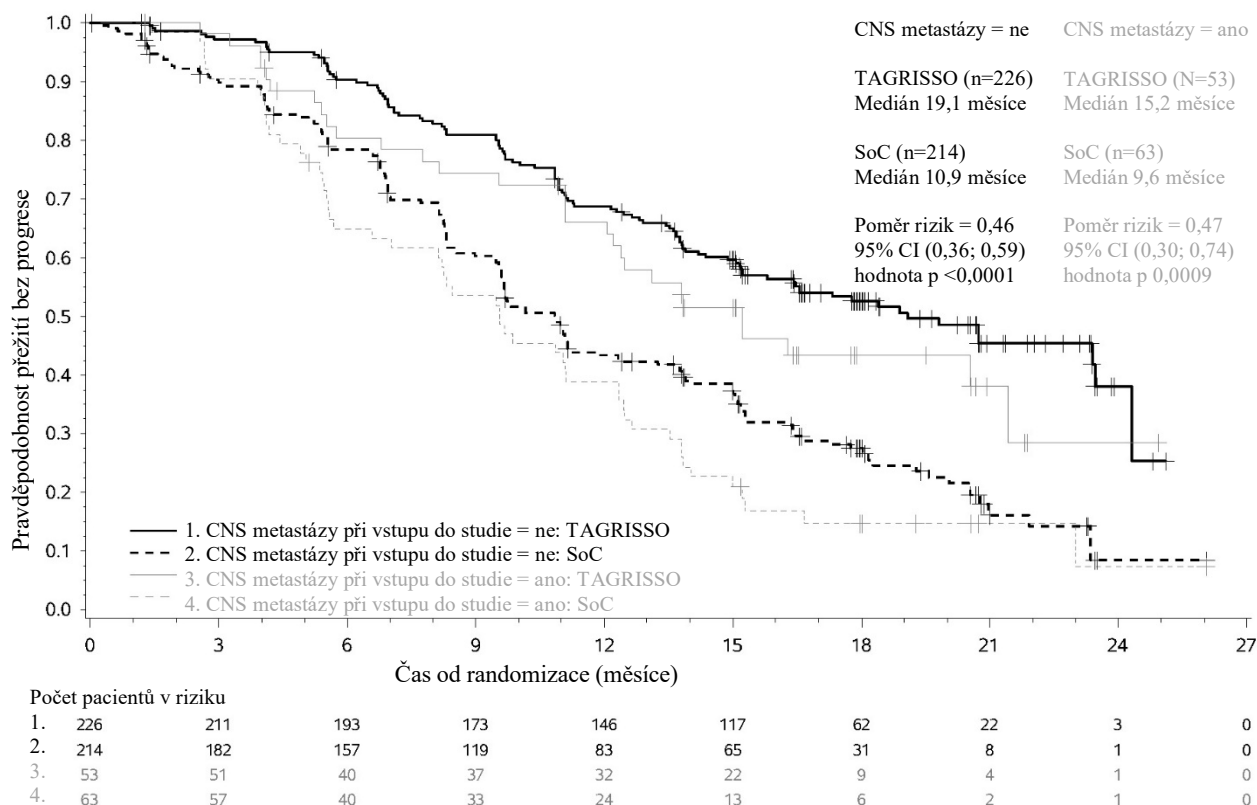 Pravděpodobnost přežití bez progrese
1.0
0.9
0.8
0.7
0.6
0.5
0.4
0.3
0.2
0.1
0.0
CNS metastázy = ne CNS metastázy = ano
TAGRISSO (n=226) TAGRISSO (N=53)
Medián 19,1 měsíce Medián 15,2 měsíce
SoC (n=214) SoC (n=63)
Medián 10,9 měsíce Medián 9,6 měsíce
Poměr rizik = 0,46 Poměr rizik = 0,47
95% CI (0,36; 0,59) 95% CI (0,30; 0,74)
hodnota p <0,0001 hodnota p 0,0009
1. CNS metastázy při vstupu do studie = ne: TAGRISSO
2. CNS metastázy při vstupu do studie = ne: SoC
3. CNS metastázy při vstupu do studie = ano: TAGRISSO
4. CNS metastázy při vstupu do studie = ano: SoC
0 3 6 9 12 15 18 21 24 27
Čas od randomizace (měsíce)
Počet pacientů v riziku
1. 226 211 193 173 146 117 62 22 3 0
2. 214 182 157 119 83 65 31 8 1 0
3. 53 51 40 37 32 22 9 4 1 0
4. 63 57 40 33 24 13 6 2 1 0